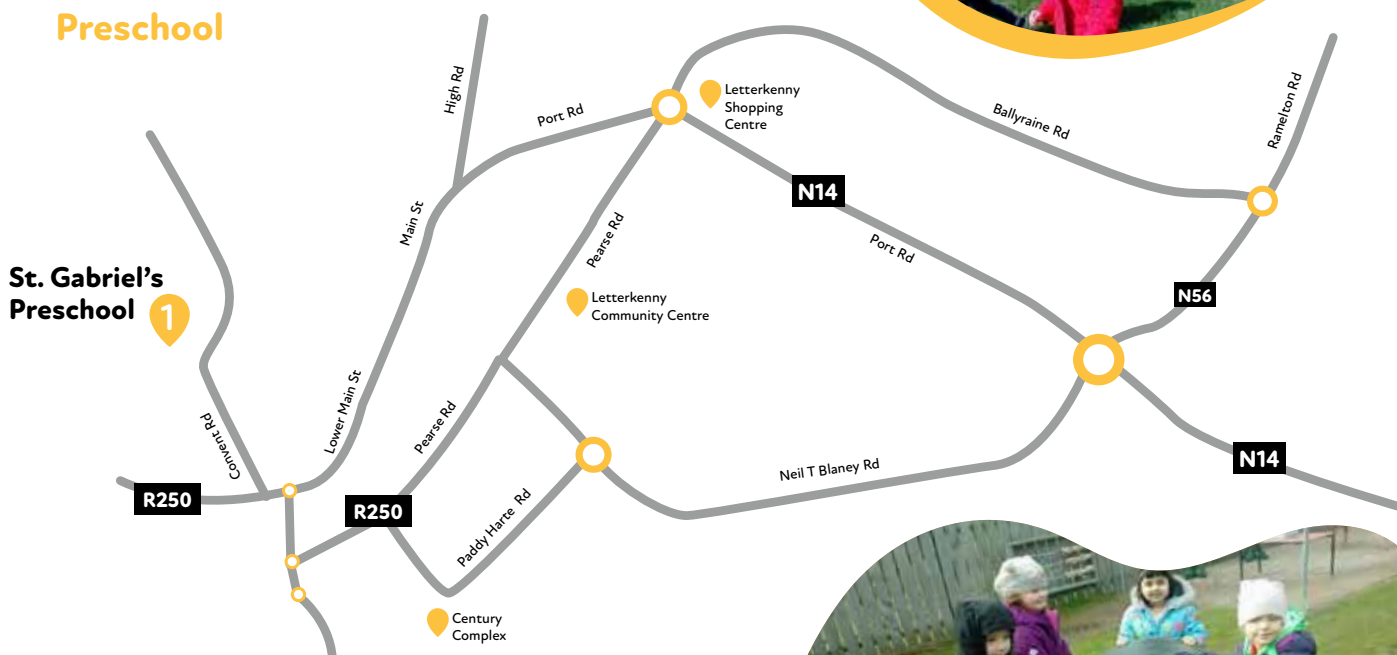 Preschool
High Rd
Port Rd
Letterkenny
Shopping
Centre
Ballyraine Rd
Ramelton Rd
N14
Main St
Pearse Rd
Port Rd
St. Gabriel's
Preschool
1
Letterkenny
Community Centre
N56
Convent Rd
Lower Main St
Pearse Rd
Neil T Blaney Rd
N14
R250
R250
Paddy Harte Rd
Century
Complex